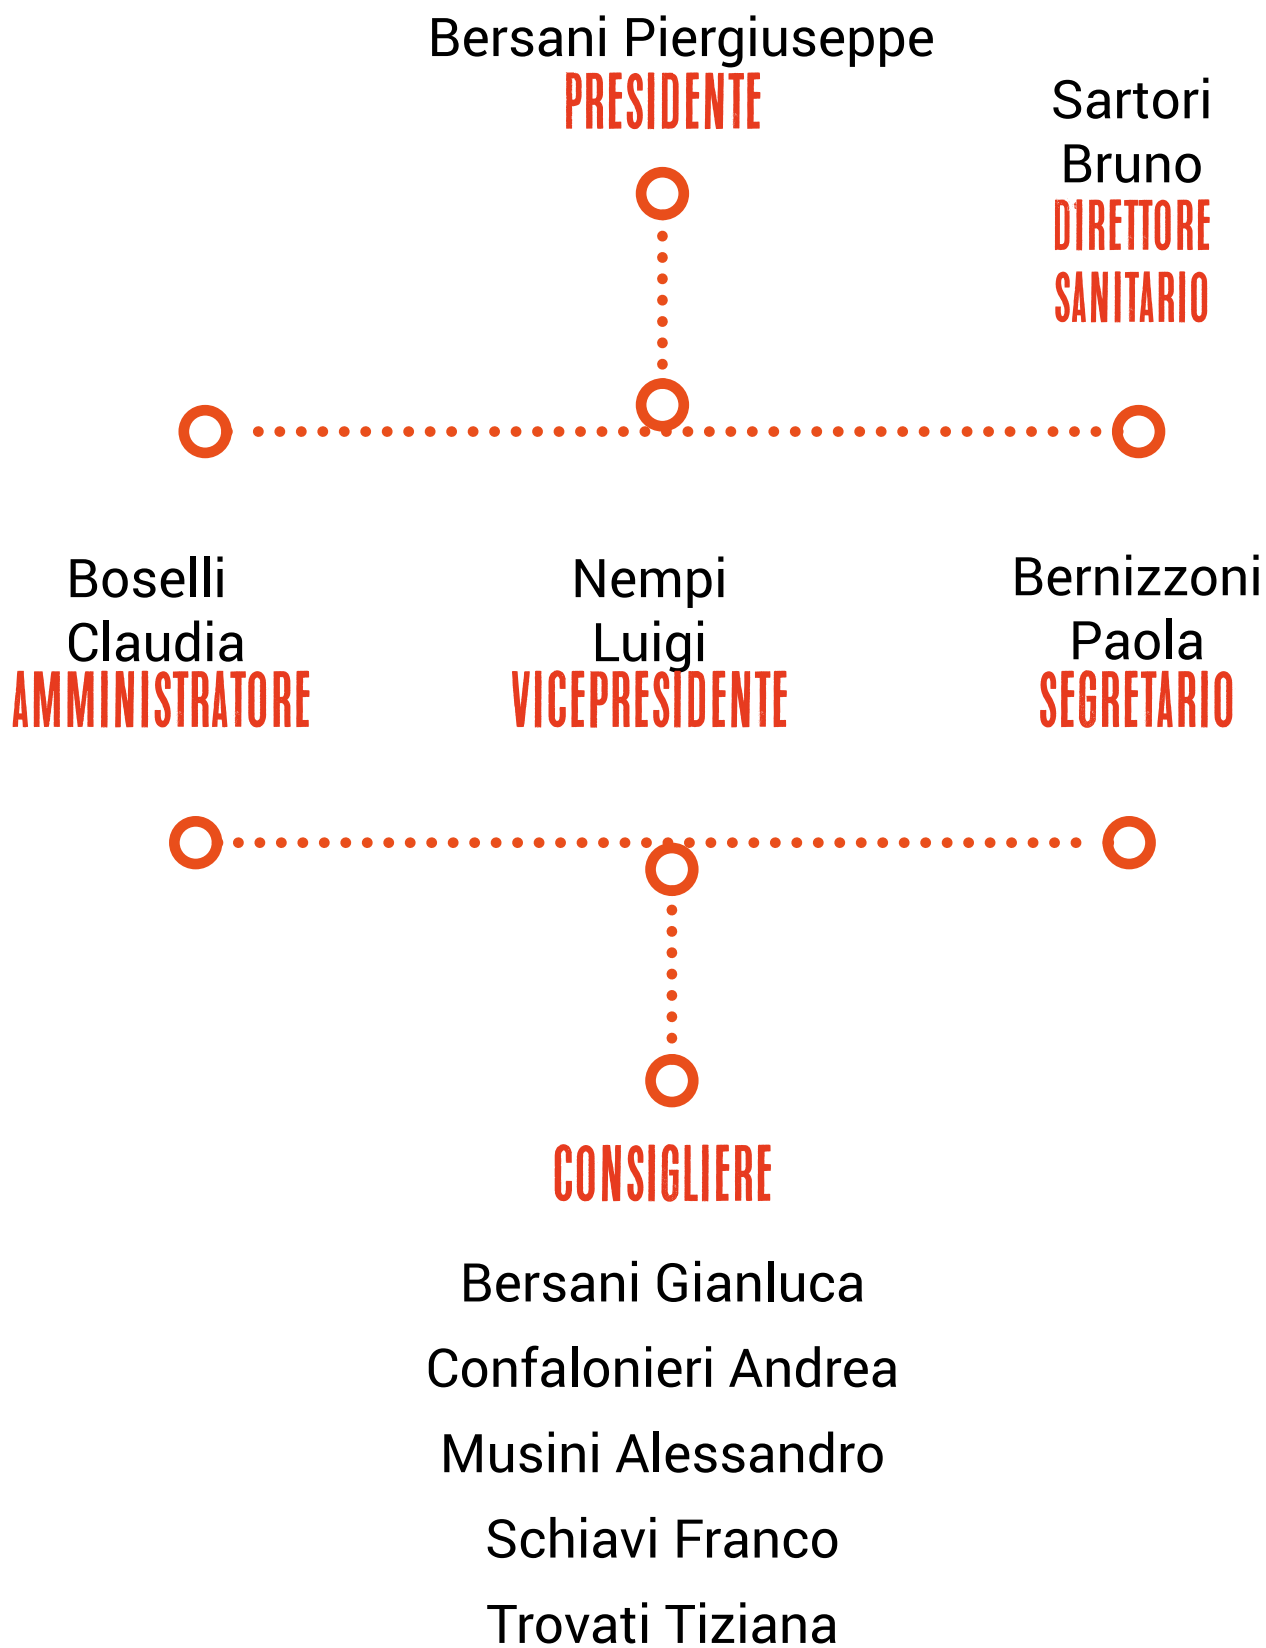 Bersani Piergiuseppe
PRESIDENTE
Sartori
Bruno
DIRETTORE
SANITARIO
Boselli
Claudia
AMMINISTRATORE
Nempi
Luigi
VICEPRESIDENTE
Bernizzoni
Paola
SEGRETARIO
CONSIGLIERE
Bersani Gianluca
Confalonieri Andrea
Musini Alessandro
Schiavi Franco
Trovati Tiziana